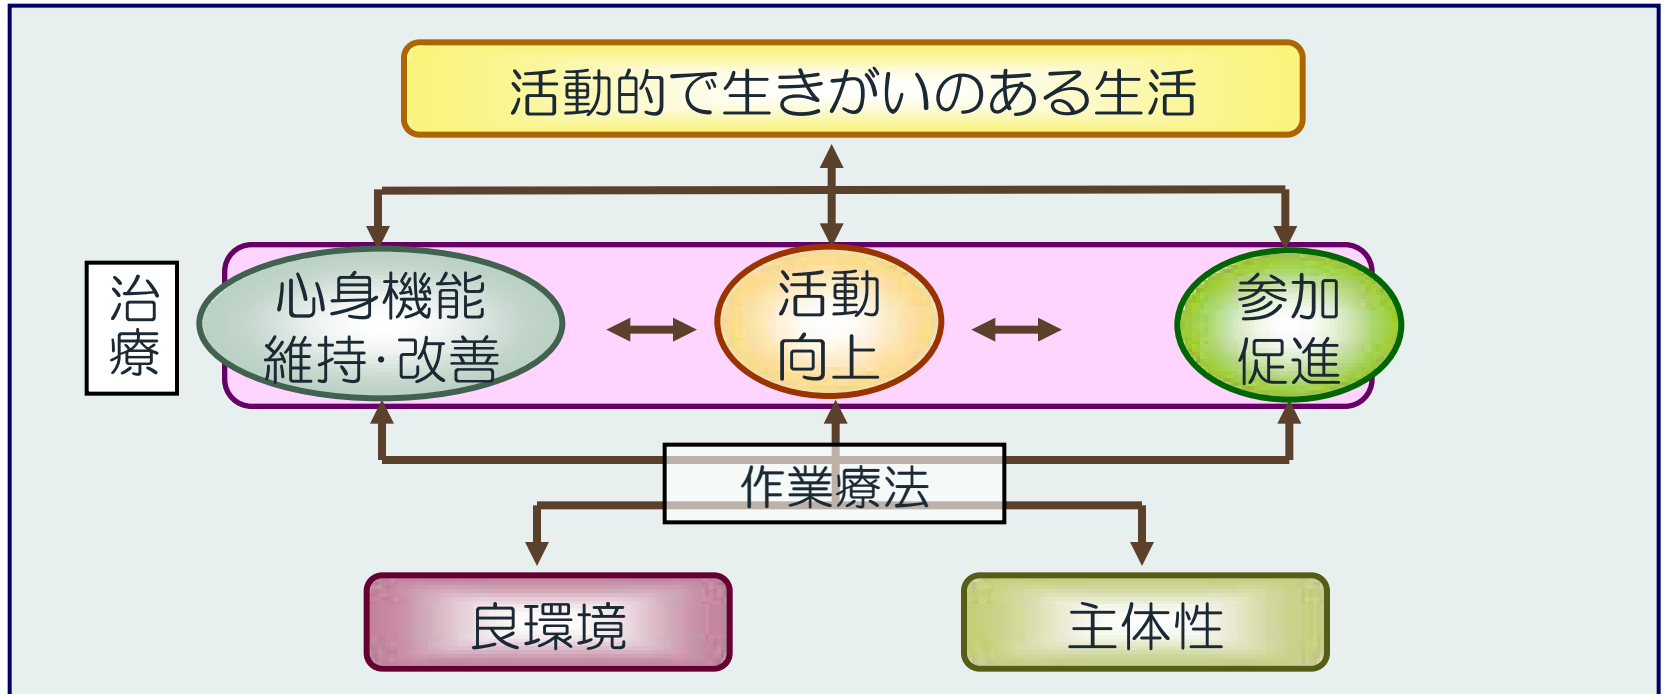 活動的で生きがいのある生活
治
療
心身機能
維持・改善
活動
向上
参加
促進
作業療法
良環境
主体性